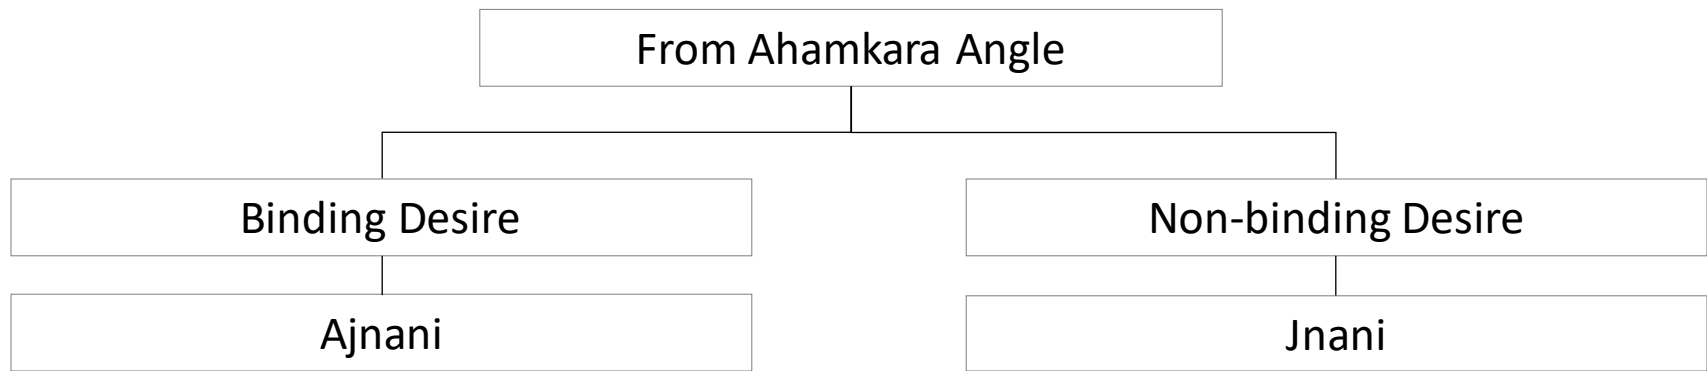 From Ahamkara Angle
Binding Desire
Non-binding Desire
Ajnani
Jnani